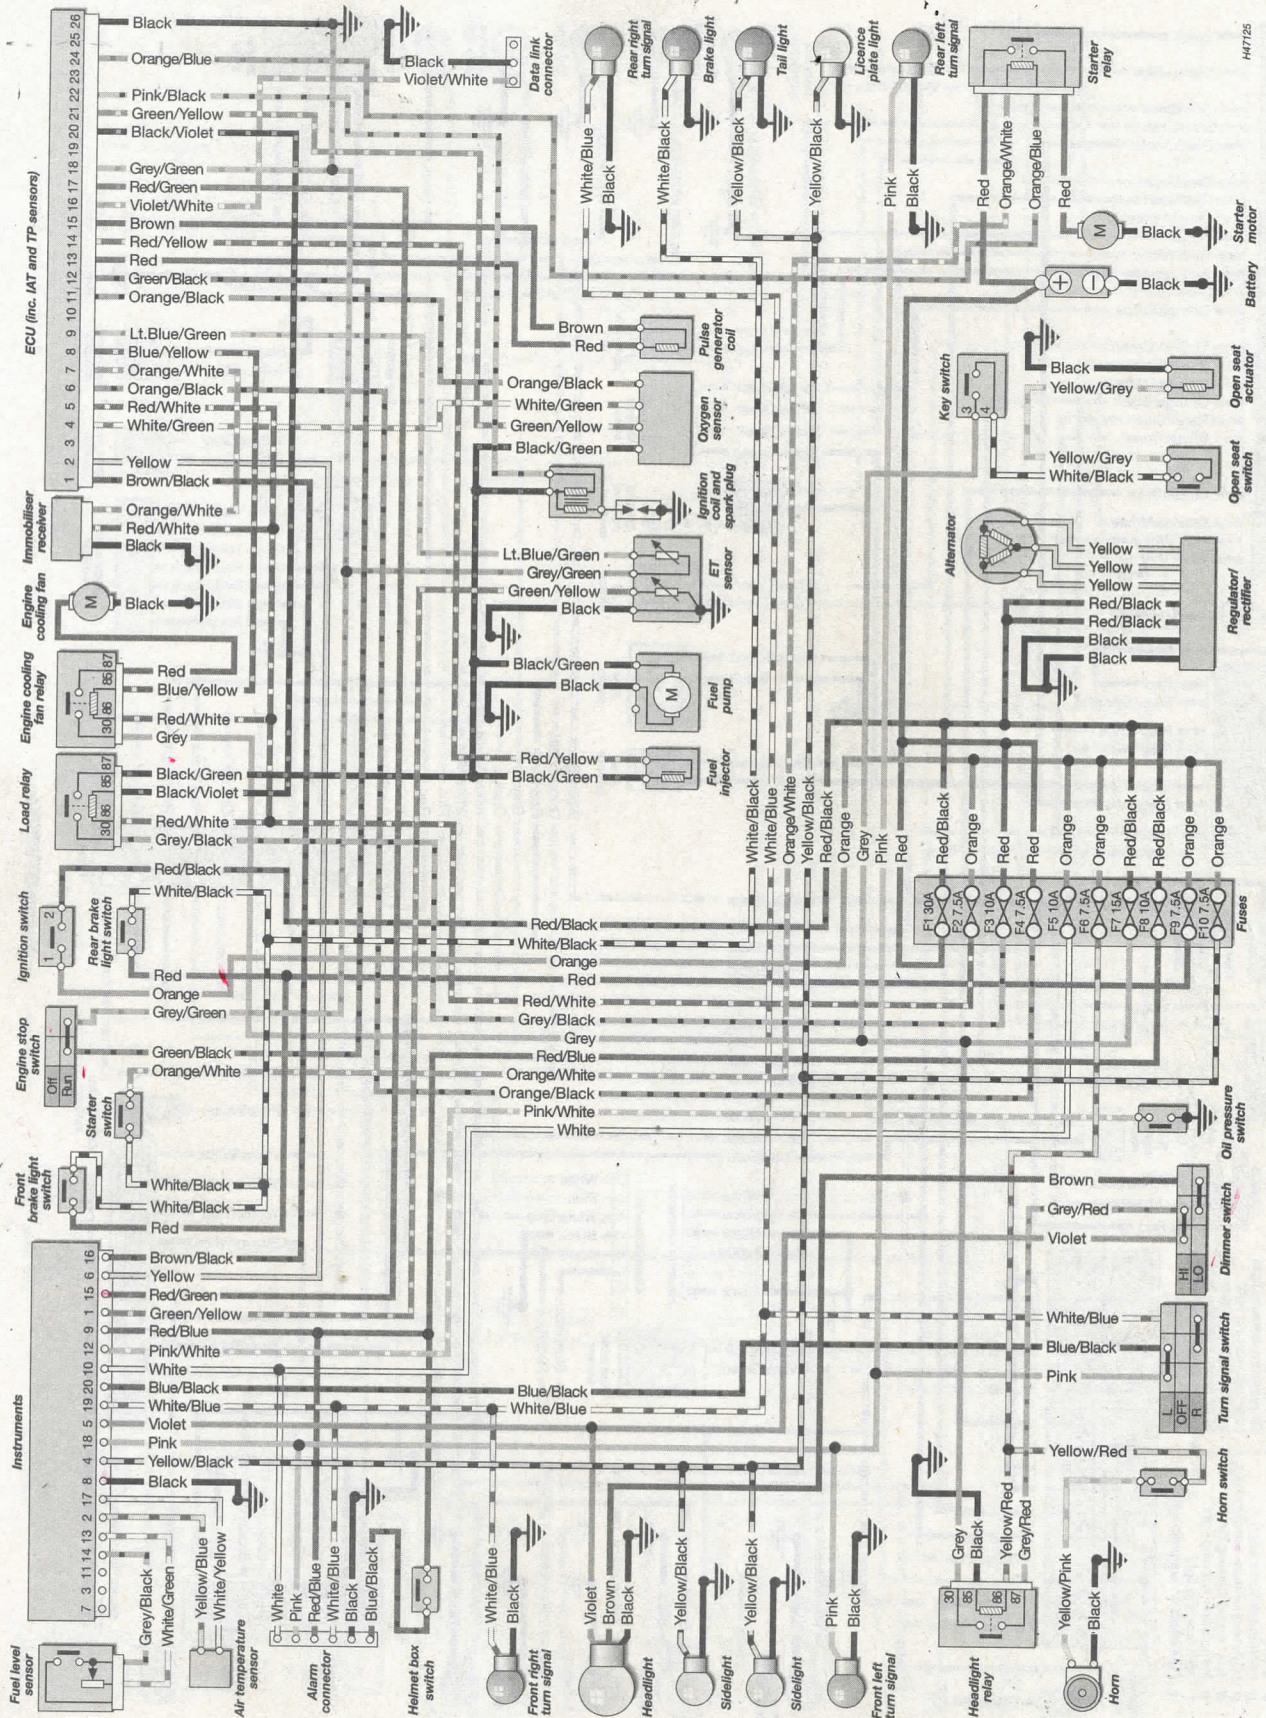 H47125
ECU (inc. IAT and TP sensors)
26
25
24
23
22
21
20
19
18
17
16
15
14
13
12
11
10
9
8
7
6
5
4
3
2
1
Black
Orange/Blue
Pink/Black
Green/Yellow
Black/Violet
Grey/Green
Red/Green
Violet/White
Brown
Red/Yellow
Red
Green/Black
Orange/Black
Lt.Blue/Green
Blue/Yellow
Orange/White
Orange/Black
Red/White
White/Green
Yellow
Brown/Black
Black
Violet/White
Data link
connector
Rear right
turn signal
Brake light
Tail light
Licence
plate light
Rear left
turn signal
Starter
relay
White/Blue
Black
White/Black
Yellow/Black
Yellow/Black
Pink
Black
Red
Orange/White
Orange/Blue
Red
M
Black
Starter
motor
Black
Battery
Brown
Red
Pulse
generator
coil
Orange/Black
White/Green
Green/Yellow
Black/Green
Oxygen
sensor
Ignition
coil and
spark plug
Lt.Blue/Green
Grey/Green
Green/Yellow
Black
ET
sensor
Black/Green
Black
M
Fuel
pump
Red/Yellow
Black/Green
Fuel
injector
Key switch
3
4
Black
Yellow/Grey
Open seat
actuator
Yellow/Grey
White/Black
Open seat
switch
Alternator
Yellow
Yellow
Yellow
Red/Black
Red/Black
Black
Black
Regulator/
rectifier
Immobiliser
receiver
Orange/White
Red/White
Black
Engine
cooling fan
M
Black
Engine cooling
fan relay
30
86
85
87
Red
Blue/Yellow
Red/White
Grey
Load relay
30
86
85
87
Black/Green
Black/Violet
Red/White
Grey/Black
White/Black
White/Blue
Orange/White
Yellow/Black
Red/Black
Orange
Grey
Pink
Red
Red/Black
Orange
Red
Red
Orange
Orange
Red/Black
Red/Black
Orange
Orange
F1 30A
F2 7.5A
F3 10A
F4 7.5A
F5 10A
F6 7.5A
F7 15A
F8 10A
F9 7.5A
F10 7.5A
Fuses
Ignition switch
1
2
Rear brake
light switch
Red/Black
White/Black
Red
Orange
Grey/Green
Engine stop
switch
Off
Run
Green/Black
Orange/White
Starter
switch
Front
brake light
switch
White/Black
White/Black
Red
Red/Black
White/Black
Orange
Red
Red/White
Grey/Black
Grey
Red/Blue
Orange/White
Orange/Black
Pink/White
White
Oil pressure
switch
Brown
Grey/Red
Violet
HI
LO
Dimmer switch
White/Blue
Blue/Black
Pink
L
OFF
R
Turn signal switch
Yellow/Red
Horn switch
Instruments
16
6
15
1
9
12
10
20
19
5
18
4
8
17
2
13
14
11
3
7
Brown/Black
Yellow
Red/Green
Green/Yellow
Red/Blue
Pink/White
White
Blue/Black
White/Blue
Violet
Pink
Yellow/Black
Black
Blue/Black
White/Blue
Fuel level
sensor
Grey/Black
White/Green
Air temperature
sensor
Yellow/Blue
White/Yellow
Alarm
connector
White
Pink
Red/Blue
White/Blue
Black
Blue/Black
Helmet box
switch
White/Blue
Black
Front right
turn signal
Violet
Brown
Black
Headlight
Yellow/Black
Sidelight
Yellow/Black
Sidelight
Pink
Black
Front left
turn signal
Grey
Black
Yellow/Red
Grey/Red
30
85
86
87
Headlight
relay
Yellow/Pink
Black
Horn